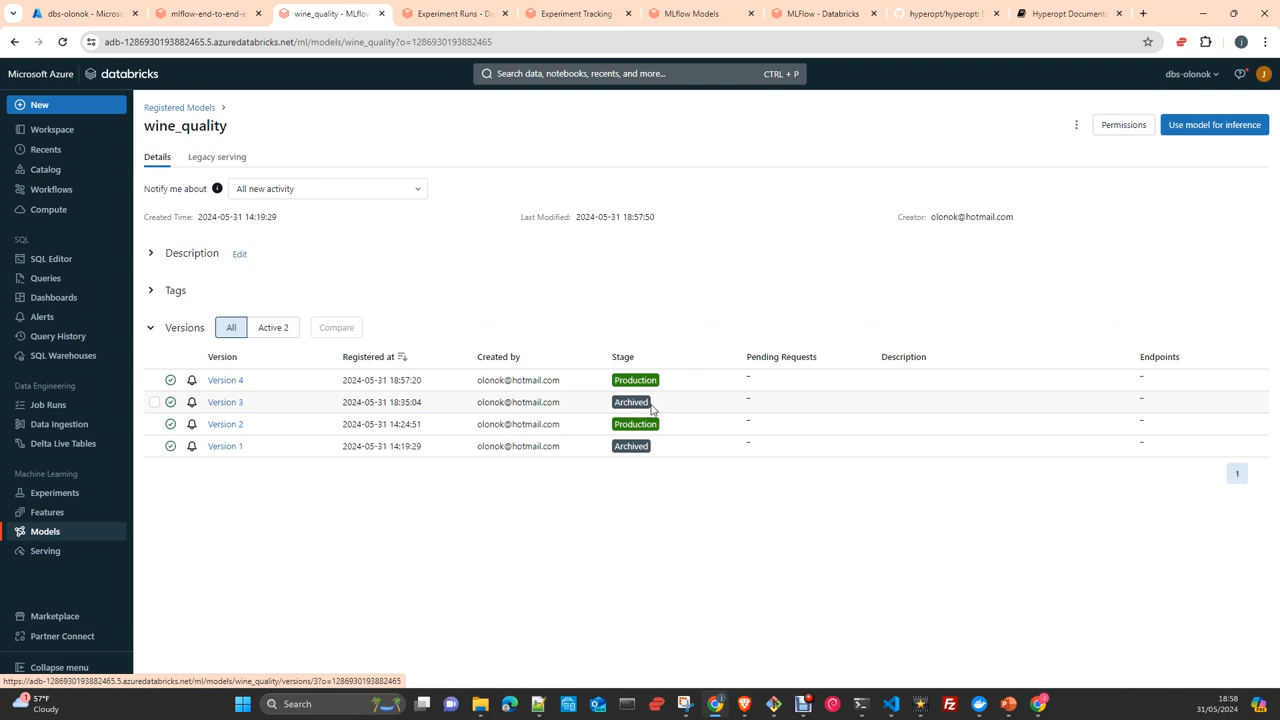 dbs-olonok - Microsc
mlflow-end-to-end-e
wine_quality - MLflow
Experiment Runs - Da
Experiment Tracking
MLflow Models
MLFlow - Databricks
hyperopt/hyperopt: D
Hyperopt Documenta
adb-1286930193882465.5.azuredatabricks.net/ml/models/wine_quality?o=1286930193882465
Microsoft Azure databricks
Search data, notebooks, recents, and more... CTRL + P
dbs-olonok
J
New
Workspace
Recents
Catalog
Workflows
Compute
SQL
SQL Editor
Queries
Dashboards
Alerts
Query History
SQL Warehouses
Data Engineering
Job Runs
Data Ingestion
Delta Live Tables
Machine Learning
Experiments
Features
Models
Serving
Marketplace
Partner Connect
Collapse menu
Registered Models >
wine_quality
Permissions
Use model for inference
Details Legacy serving
Notify me about All new activity
Created Time: 2024-05-31 14:19:29 Last Modified: 2024-05-31 18:57:50 Creator: olonok@hotmail.com
Description Edit
Tags
Versions All Active 2 Compare
Version Registered at Created by Stage Pending Requests Description Endpoints
Version 4 2024-05-31 18:57:20 olonok@hotmail.com Production - -
Version 3 2024-05-31 18:35:04 olonok@hotmail.com Archived - -
Version 2 2024-05-31 14:24:51 olonok@hotmail.com Production - -
Version 1 2024-05-31 14:19:29 olonok@hotmail.com Archived - -
1
https://adb-1286930193882465.5.azuredatabricks.net/ml/models/wine_quality/versions/3?o=1286930193882465
57°F
Cloudy
Search
18:58
31/05/2024